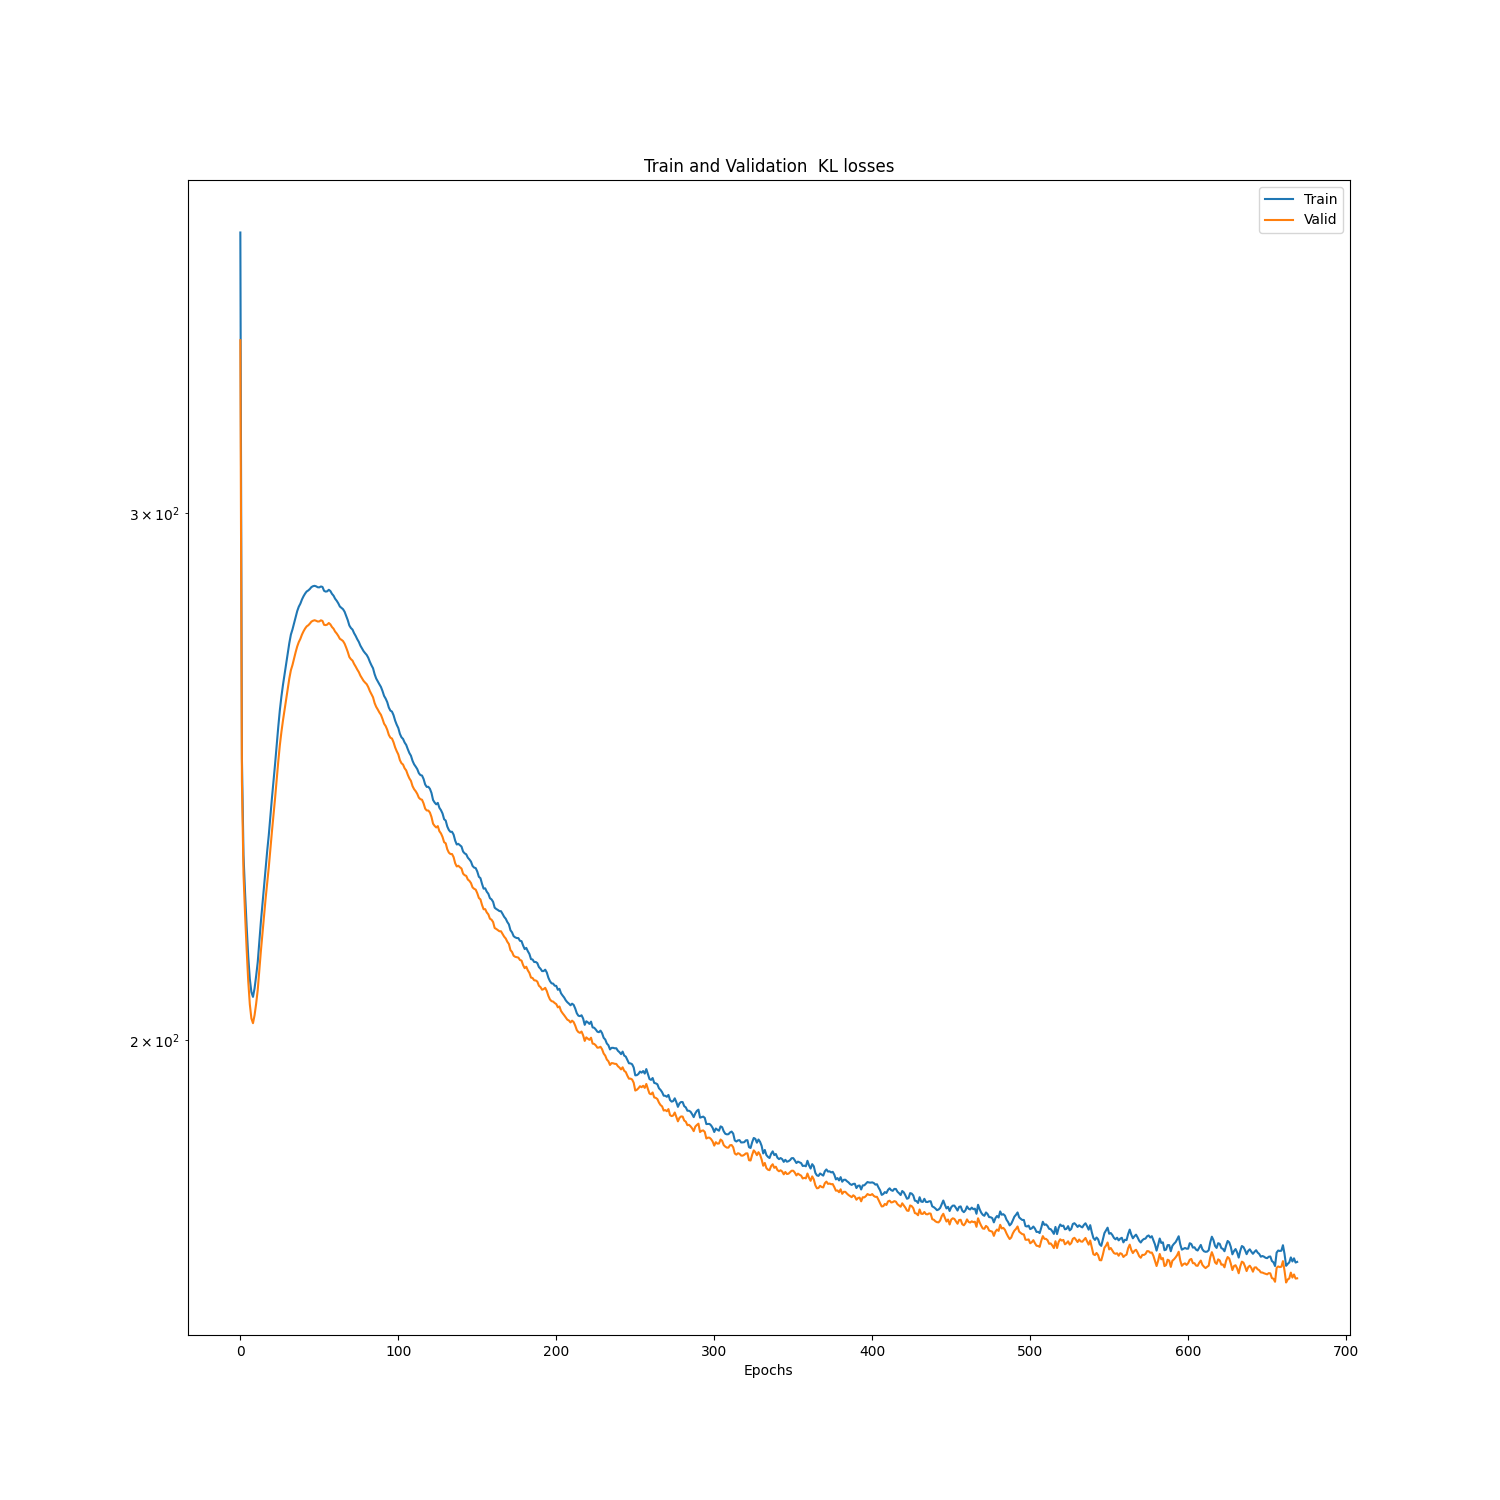 Train and Validation  KL losses
Train
Valid
3 × 10²
2 × 10²
0 100 200 300 400 500 600 700
Epochs